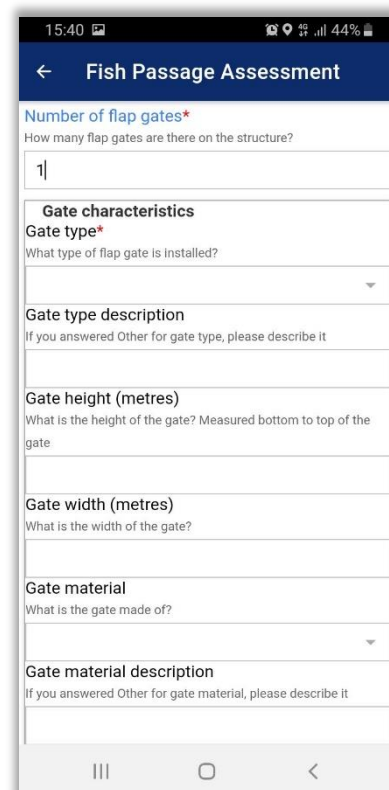 15:40 4G 44%
Fish Passage Assessment
Number of flap gates*
How many flap gates are there on the structure?
1
Gate characteristics
Gate type*
What type of flap gate is installed?
Gate type description
If you answered Other for gate type, please describe it
Gate height (metres)
What is the height of the gate? Measured bottom to top of the
gate
Gate width (metres)
What is the width of the gate?
Gate material
What is the gate made of?
Gate material description
If you answered Other for gate material, please describe it